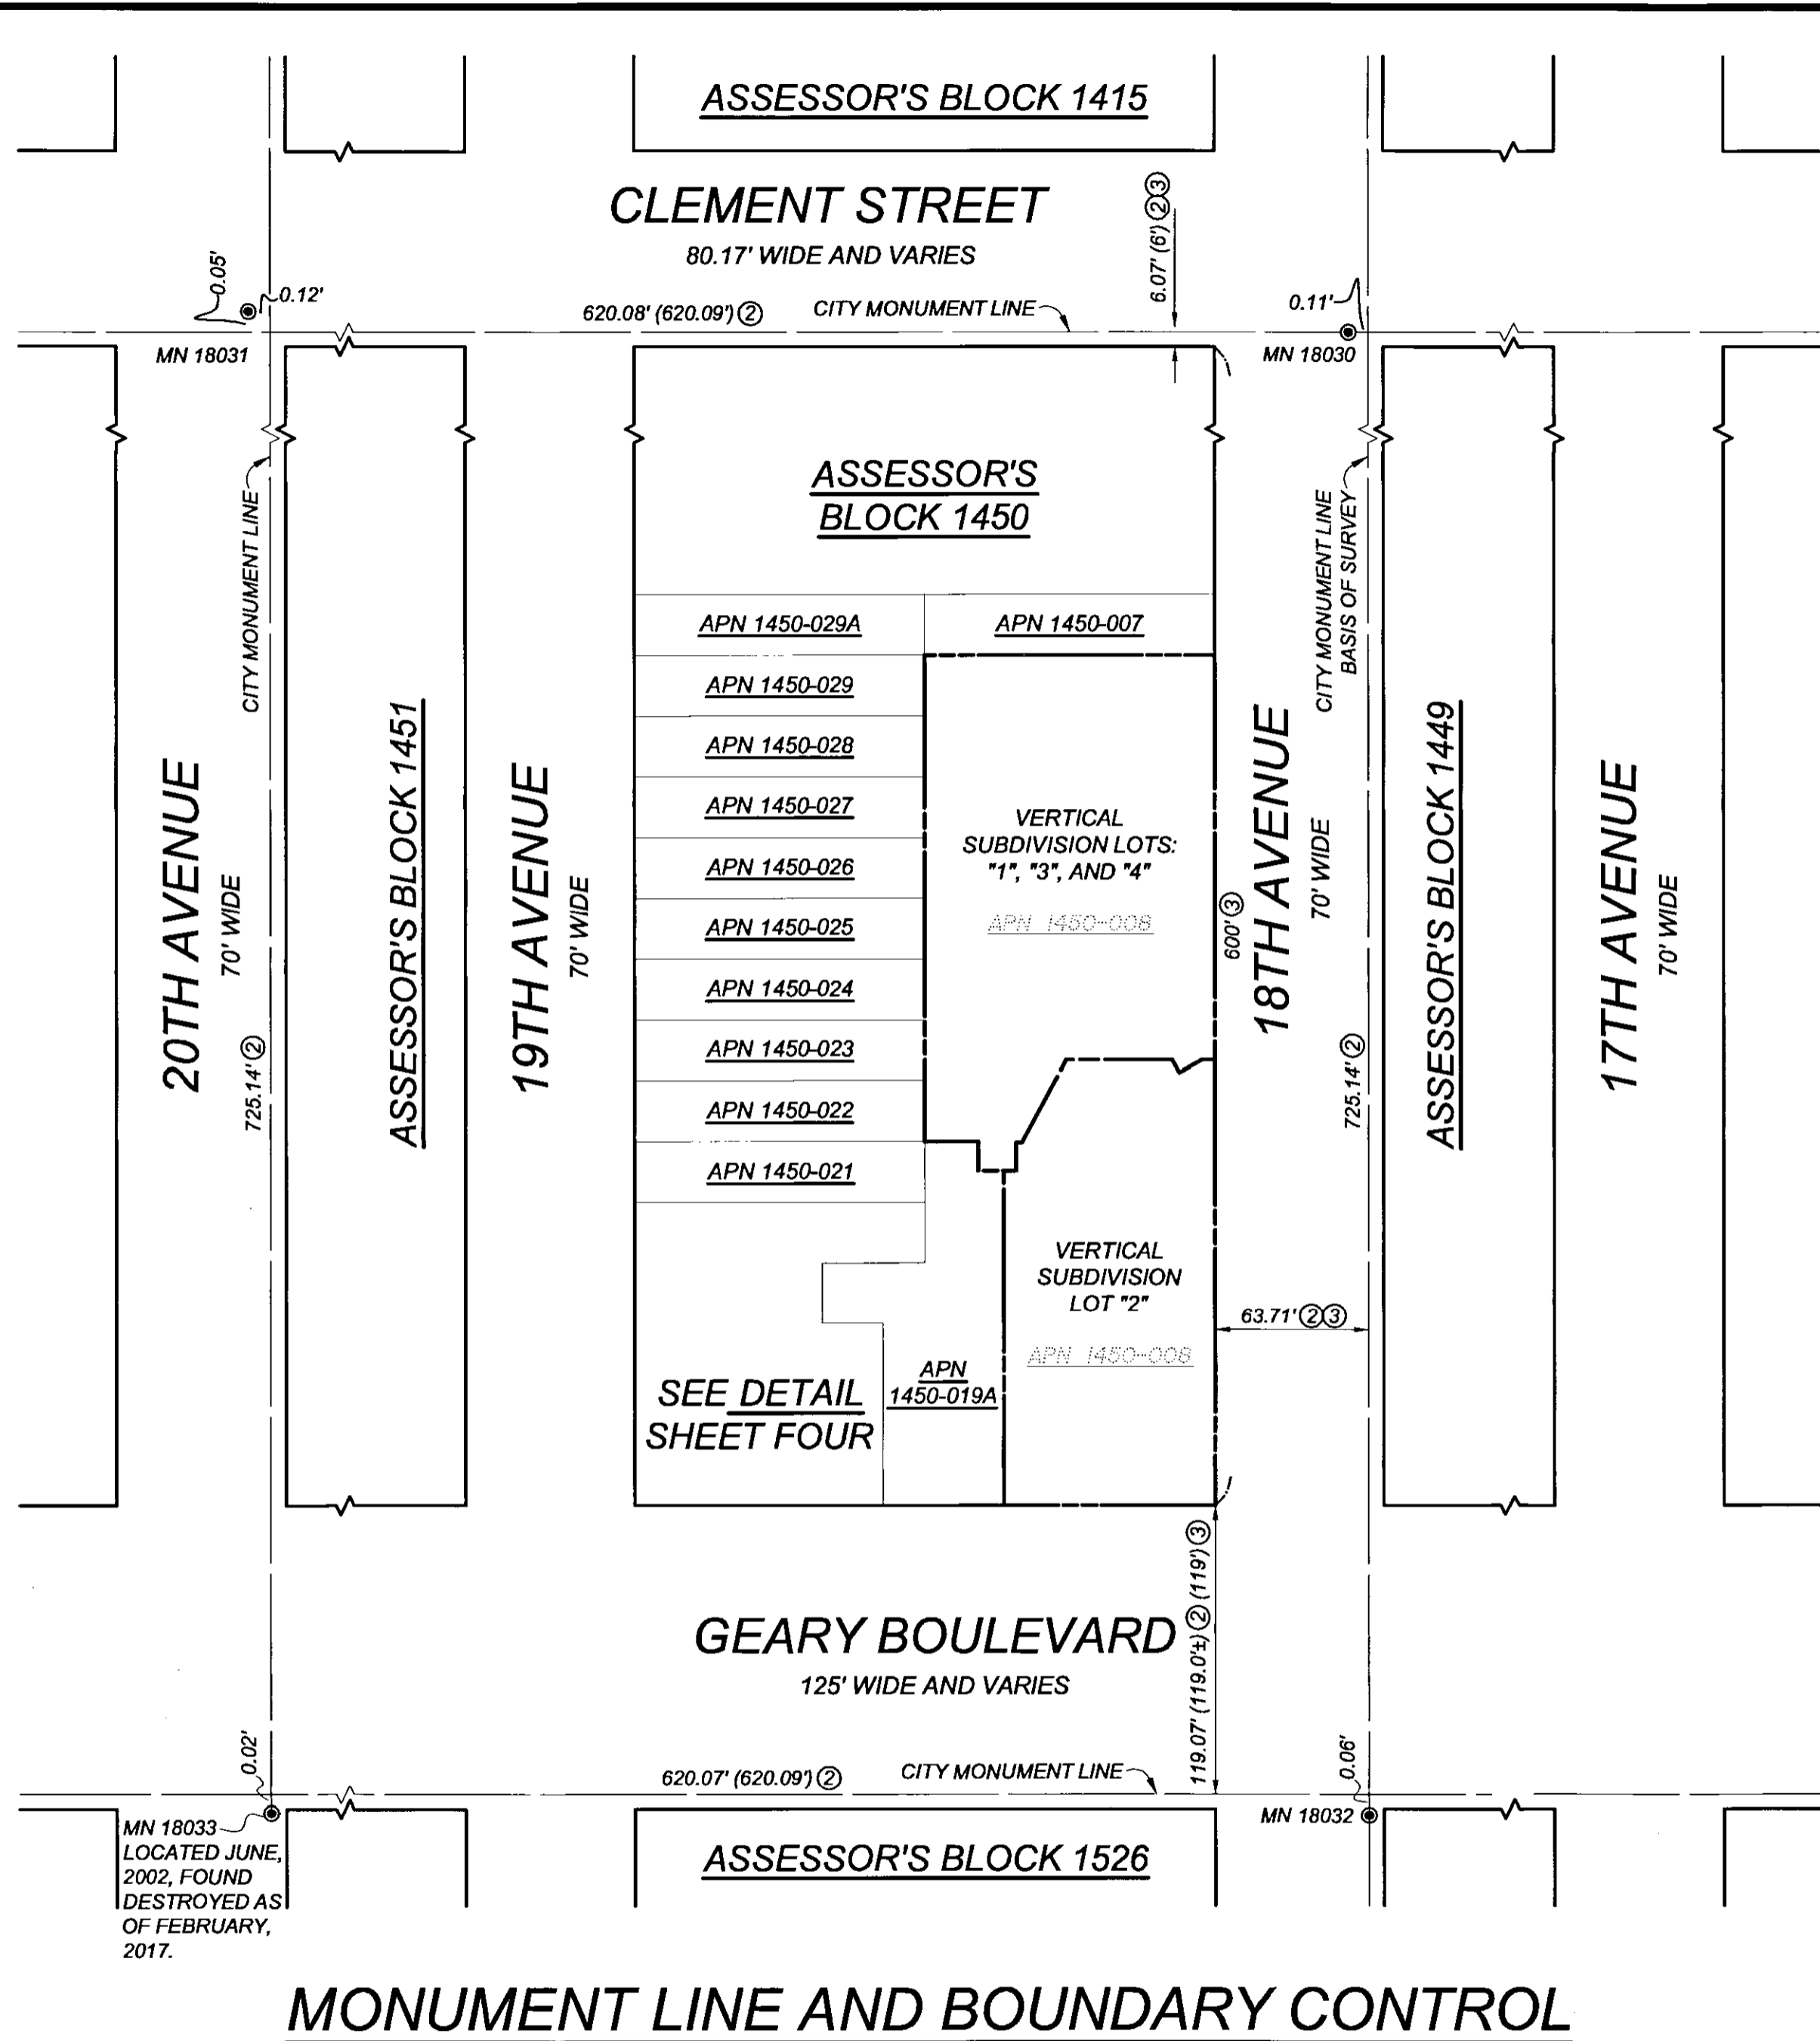 ASSESSOR'S BLOCK 1415
CLEMENT STREET
80.17' WIDE AND VARIES
6.07' (6') ②③
0.05'
0.12'
620.08' (620.09') ②
CITY MONUMENT LINE
0.11'
MN 18031
MN 18030
ASSESSOR'S
BLOCK 1450
CITY MONUMENT LINE
CITY MONUMENT LINE
BASIS OF SURVEY
APN 1450-029A
APN 1450-007
APN 1450-029
APN 1450-028
APN 1450-027
APN 1450-026
APN 1450-025
APN 1450-024
APN 1450-023
APN 1450-022
APN 1450-021
VERTICAL
SUBDIVISION LOTS:
"1", "3", AND "4"
APN 1450-008
20TH AVENUE
70' WIDE
725.14' ②
ASSESSOR'S BLOCK 1451
19TH AVENUE
70' WIDE
600' ③
18TH AVENUE
70' WIDE
725.14' ②
ASSESSOR'S BLOCK 1449
17TH AVENUE
70' WIDE
VERTICAL
SUBDIVISION
LOT "2"
APN 1450-008
63.71' ②③
APN
1450-019A
SEE DETAIL
SHEET FOUR
GEARY BOULEVARD
125' WIDE AND VARIES
119.07' (119.0'±) ② (119') ③
0.02'
620.07' (620.09') ②
CITY MONUMENT LINE
0.06'
MN 18033
LOCATED JUNE,
2002, FOUND
DESTROYED AS
OF FEBRUARY,
2017.
MN 18032
ASSESSOR'S BLOCK 1526
MONUMENT LINE AND BOUNDARY CONTROL